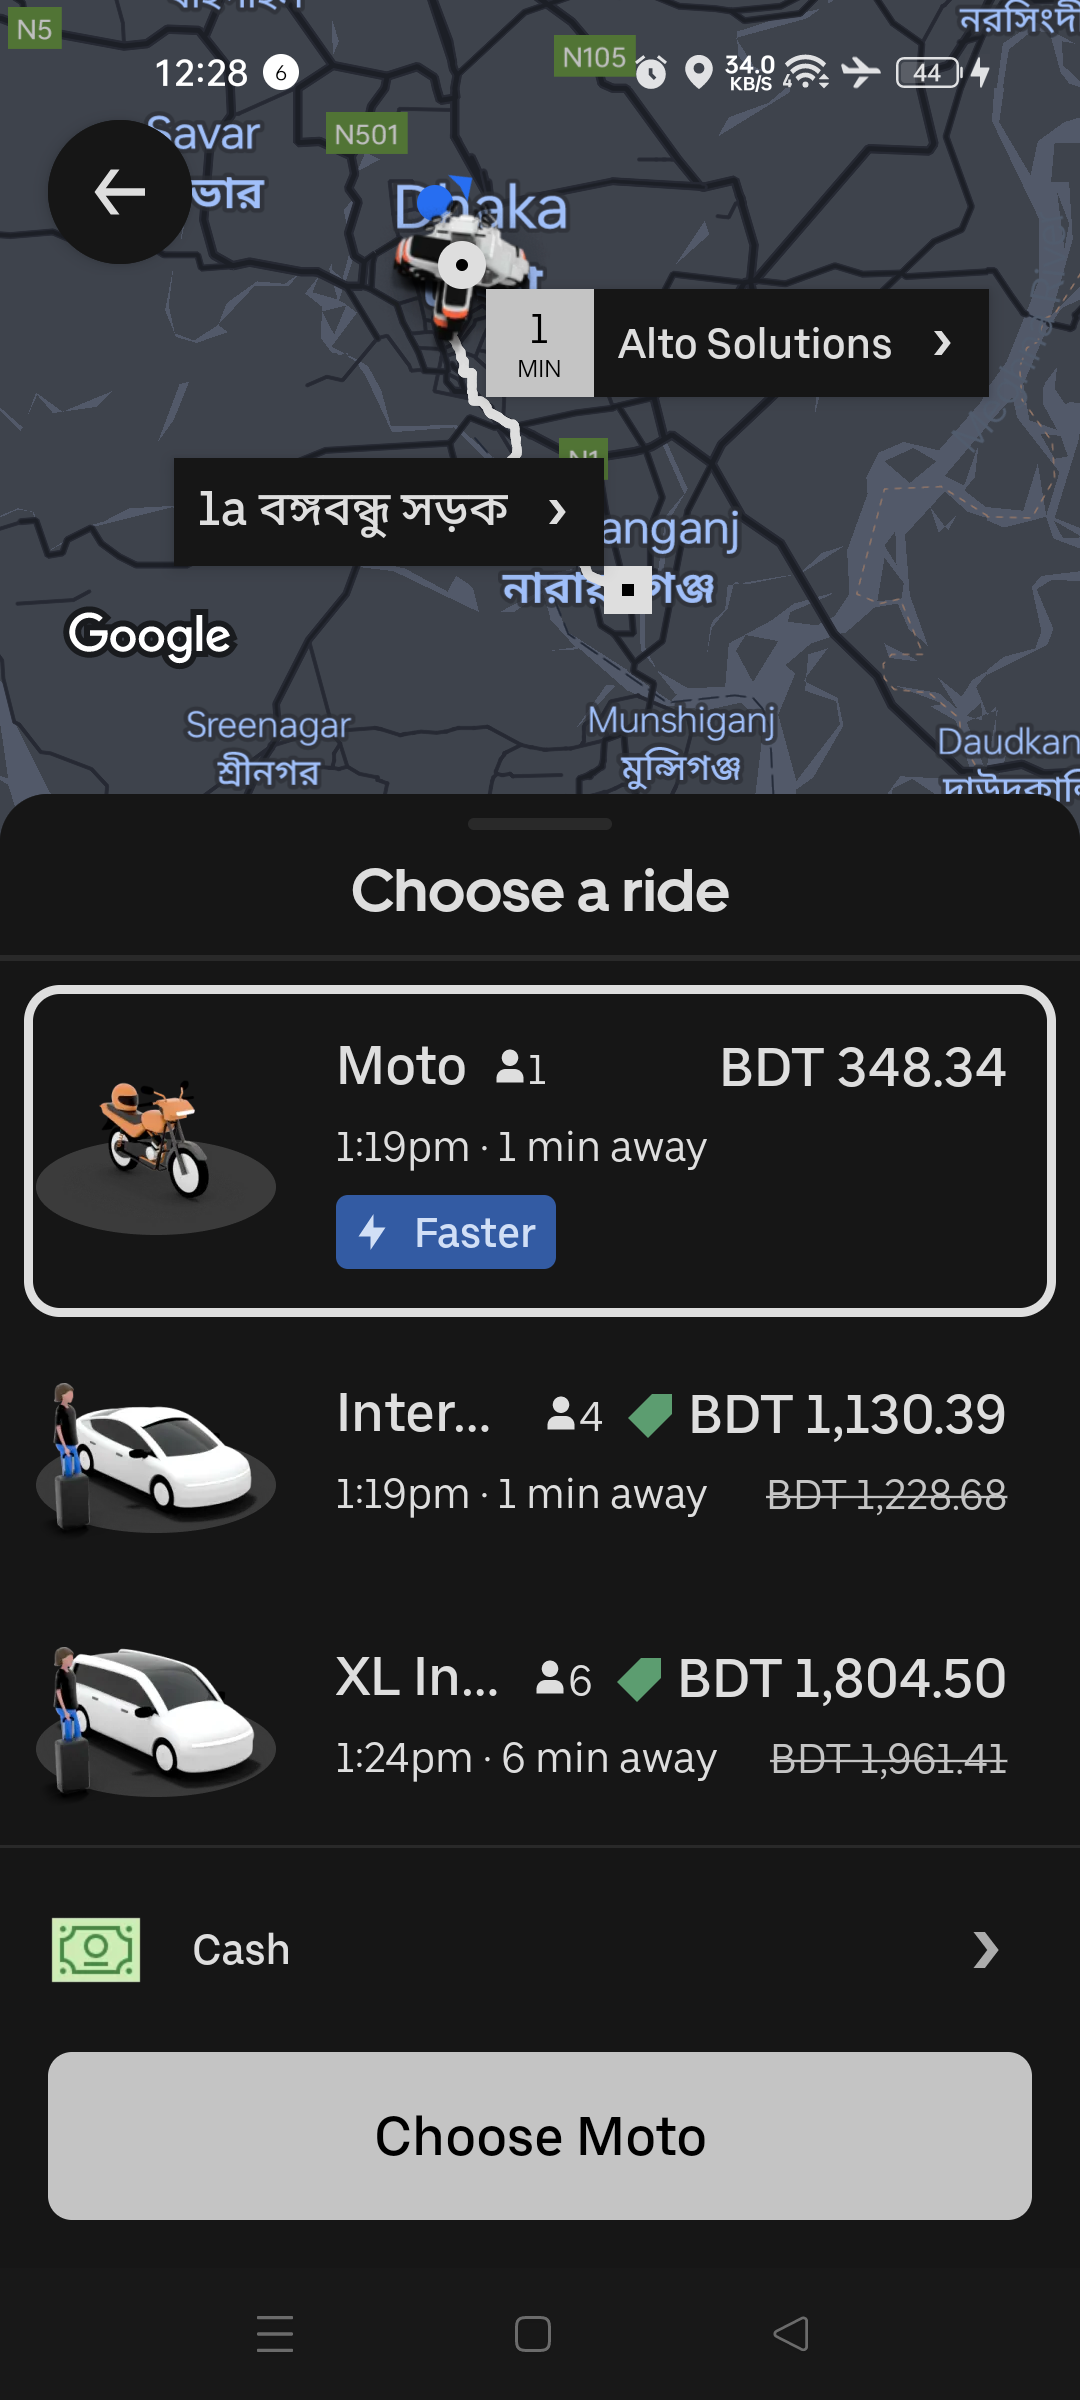 N5
নরসিংদী
12:28 6
N105
34.0
KB/S
4
44
Savar
ভার
N501
Dhaka
1
MIN
Alto Solutions
N1
1a বঙ্গবন্ধু সড়ক
anganj
Google
Sreenagar
শ্রীনগর
Munshiganj
মুন্সিগঞ্জ
Daudkan
Choose a ride
Moto 1 BDT 348.34
1:19pm · 1 min away
Faster
Inter... 4 BDT 1,130.39
1:19pm · 1 min away BDT 1,228.68
XL In... 6 BDT 1,804.50
1:24pm · 6 min away BDT 1,961.41
Cash
Choose Moto